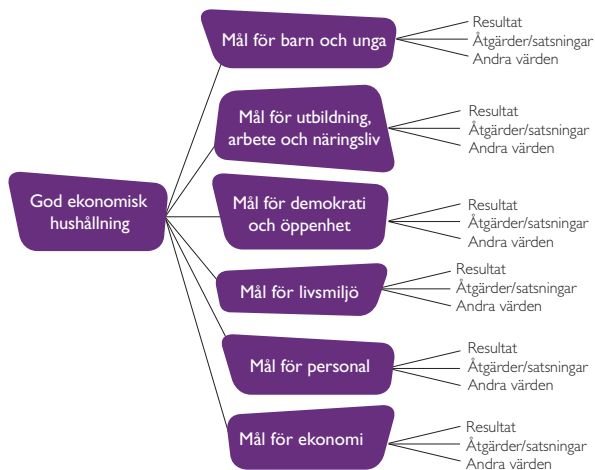 God ekonomisk
hushållning
Mål för barn och unga
Resultat
Åtgärder/satsningar
Andra värden
Mål för utbildning,
arbete och näringsliv
Resultat
Åtgärder/satsningar
Andra värden
Mål för demokrati
och öppenhet
Resultat
Åtgärder/satsningar
Andra värden
Mål för livsmiljö
Resultat
Åtgärder/satsningar
Andra värden
Mål för personal
Resultat
Åtgärder/satsningar
Andra värden
Mål för ekonomi
Resultat
Åtgärder/satsningar
Andra värden